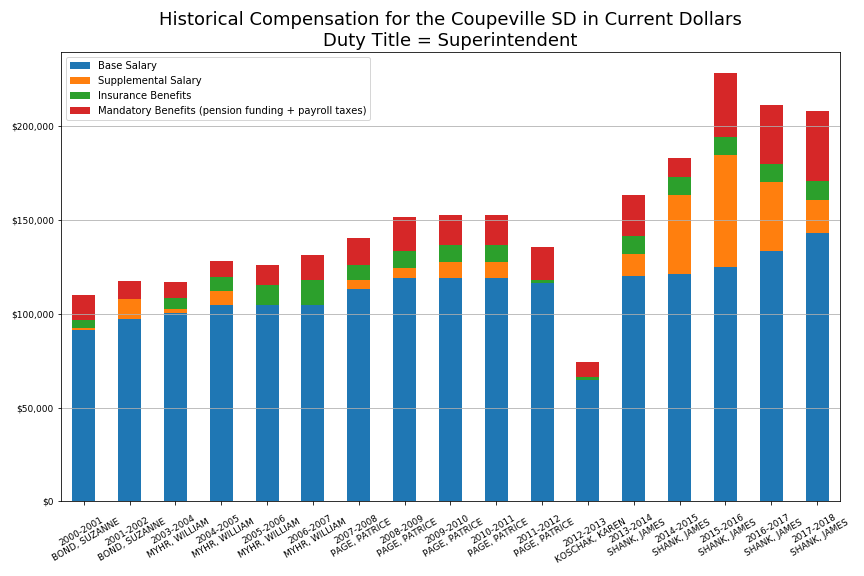 Historical Compensation for the Coupeville SD in Current Dollars
Duty Title = Superintendent
Base Salary
Supplemental Salary
Insurance Benefits
Mandatory Benefits (pension funding + payroll taxes)
$200,000
$150,000
$100,000
$50,000
$0
2000-2001
BOND, SUZANNE
2001-2002
BOND, SUZANNE
2003-2004
MYHR, WILLIAM
2004-2005
MYHR, WILLIAM
2005-2006
MYHR, WILLIAM
2006-2007
MYHR, WILLIAM
2007-2008
PAGE, PATRICE
2008-2009
PAGE, PATRICE
2009-2010
PAGE, PATRICE
2010-2011
PAGE, PATRICE
2011-2012
PAGE, PATRICE
2012-2013
KOSCHAK, KAREN
2013-2014
SHANK, JAMES
2014-2015
SHANK, JAMES
2015-2016
SHANK, JAMES
2016-2017
SHANK, JAMES
2017-2018
SHANK, JAMES